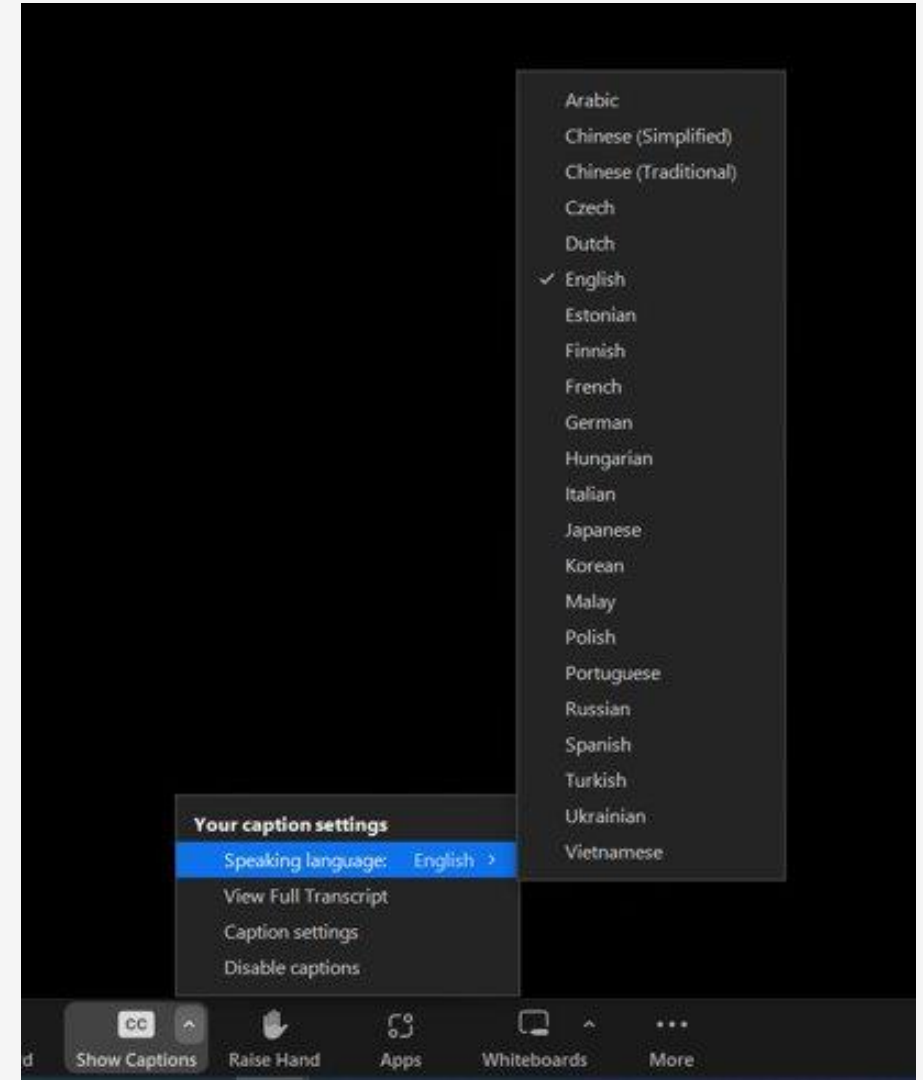 Arabic
Chinese (Simplified)
Chinese (Traditional)
Czech
Dutch
English
Estonian
Finnish
French
German
Hungarian
Italian
Japanese
Korean
Malay
Polish
Portuguese
Russian
Spanish
Turkish
Ukrainian
Vietnamese
Your caption settings
Speaking language: English
View Full Transcript
Caption settings
Disable captions
CC
d Show Captions Raise Hand Apps Whiteboards More